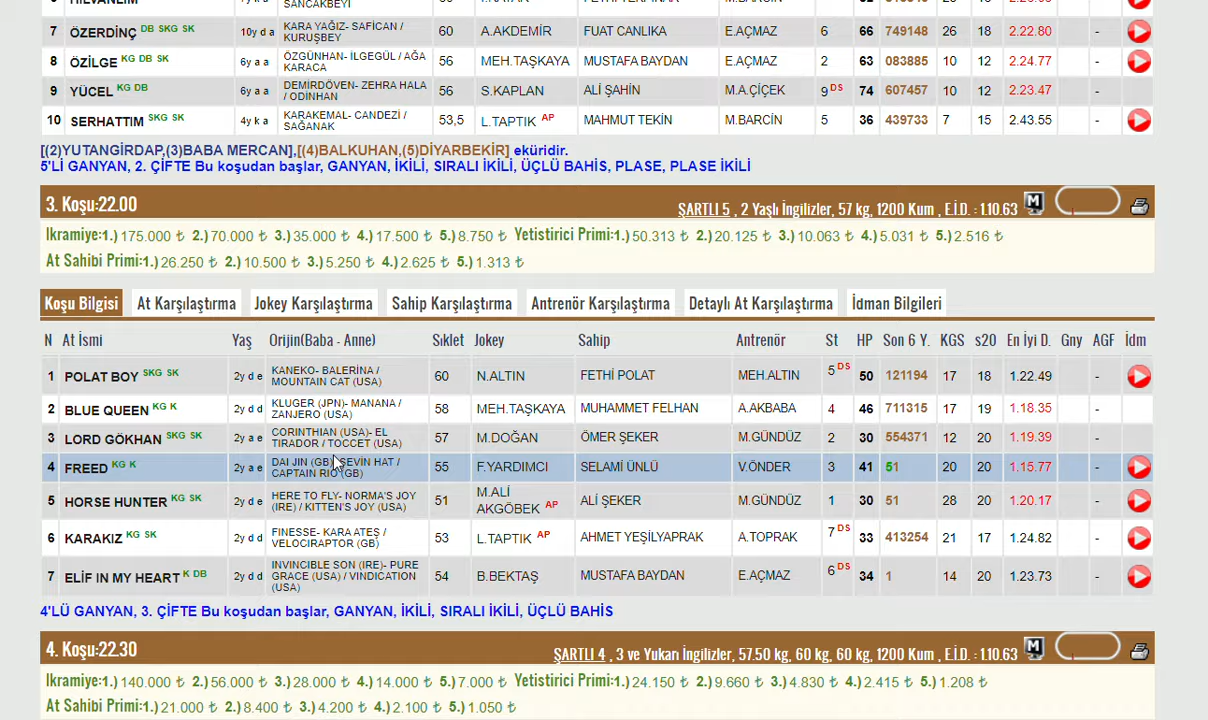 SANCAKBEYİ
7 ÖZERDİNÇ DB SKG SK 10y d a KARA YAĞIZ- SAFİCAN / KURUŞBEY 60 A.AKDEMİR FUAT CANLIKA E.AÇMAZ 6 66 749148 26 18 2.22.80 -
8 ÖZİLGE KG DB SK 6y a a ÖZGÜNHAN- İLGEGÜL / AĞA KARACA 56 MEH.TAŞKAYA MUSTAFA BAYDAN E.AÇMAZ 2 63 083885 10 12 2.24.77 -
9 YÜCEL KG DB 6y a a DEMİRDÖVEN- ZEHRA HALA / ODİNHAN 56 S.KAPLAN ALİ ŞAHİN M.A.ÇİÇEK 9 DS 74 607457 10 12 2.23.47 -
10 SERHATTIM SKG SK 4y k a KARAKEMAL- CANDEZİ / SAĞANAK 53,5 L.TAPTIK AP MAHMUT TEKİN M.BARCİN 5 36 439733 7 15 2.43.55 -
[(2)YUTANGİRDAP,(3)BABA MERCAN],[(4)BALKUHAN,(5)DİYARBEKİR] eküridir.
5'Lİ GANYAN, 2. ÇİFTE Bu koşudan başlar, GANYAN, İKİLİ, SIRALI İKİLİ, ÜÇLÜ BAHİS, PLASE, PLASE İKİLİ
3. Koşu:22.00 ŞARTLI 5 , 2 Yaşlı İngilizler, 57 kg, 1200 Kum , E.İ.D. : 1.10.63 M
Ikramiye:1.) 175.000 ₺ 2.) 70.000 ₺ 3.) 35.000 ₺ 4.) 17.500 ₺ 5.) 8.750 ₺ Yetistirici Primi:1.) 50.313 ₺ 2.) 20.125 ₺ 3.) 10.063 ₺ 4.) 5.031 ₺ 5.) 2.516 ₺
At Sahibi Primi:1.) 26.250 ₺ 2.) 10.500 ₺ 3.) 5.250 ₺ 4.) 2.625 ₺ 5.) 1.313 ₺
Koşu Bilgisi At Karşılaştırma Jokey Karşılaştırma Sahip Karşılaştırma Antrenör Karşılaştırma Detaylı At Karşılaştırma İdman Bilgileri
N At İsmi Yaş Orijin(Baba - Anne) Sıklet Jokey Sahip Antrenör St HP Son 6 Y. KGS s20 En İyi D. Gny AGF İdm
1 POLAT BOY SKG SK 2y d e KANEKO- BALERİNA / MOUNTAIN CAT (USA) 60 N.ALTIN FETHİ POLAT MEH.ALTIN 5 DS 50 121194 17 18 1.22.49 -
2 BLUE QUEEN KG K 2y d d KLUGER (JPN)- MANANA / ZANJERO (USA) 58 MEH.TAŞKAYA MUHAMMET FELHAN A.AKBABA 4 46 711315 17 19 1.18.35 -
3 LORD GÖKHAN SKG SK 2y a e CORINTHIAN (USA)- EL TIRADOR / TOCCET (USA) 57 M.DOĞAN ÖMER ŞEKER M.GÜNDÜZ 2 30 554371 12 20 1.19.39 -
4 FREED KG K 2y a e DAI JIN (GB)- SEVİN HAT / CAPTAIN RIO (GB) 55 F.YARDIMCI SELAMİ ÜNLÜ V.ÖNDER 3 41 51 20 20 1.15.77 -
5 HORSE HUNTER KG SK 2y d e HERE TO FLY- NORMA'S JOY (IRE) / KITTEN'S JOY (USA) 51 M.ALİ AKGÖBEK AP ALİ ŞEKER M.GÜNDÜZ 1 30 51 28 20 1.20.17 -
6 KARAKIZ KG SK 2y d d FINESSE- KARA ATEŞ / VELOCIRAPTOR (GB) 53 L.TAPTIK AP AHMET YEŞİLYAPRAK A.TOPRAK 7 DS 33 413254 21 17 1.24.82 -
7 ELİF IN MY HEART K DB 2y d d INVINCIBLE SON (IRE)- PURE GRACE (USA) / VINDICATION (USA) 54 B.BEKTAŞ MUSTAFA BAYDAN E.AÇMAZ 6 DS 34 1 14 20 1.23.73 -
4'LÜ GANYAN, 3. ÇİFTE Bu koşudan başlar, GANYAN, İKİLİ, SIRALI İKİLİ, ÜÇLÜ BAHİS
4. Koşu:22.30 ŞARTLI 4 , 3 ve Yukarı İngilizler, 57.50 kg, 60 kg, 60 kg, 1200 Kum , E.İ.D. : 1.10.63 M
Ikramiye:1.) 140.000 ₺ 2.) 56.000 ₺ 3.) 28.000 ₺ 4.) 14.000 ₺ 5.) 7.000 ₺ Yetistirici Primi:1.) 24.150 ₺ 2.) 9.660 ₺ 3.) 4.830 ₺ 4.) 2.415 ₺ 5.) 1.208 ₺
At Sahibi Primi:1.) 21.000 ₺ 2.) 8.400 ₺ 3.) 4.200 ₺ 4.) 2.100 ₺ 5.) 1.050 ₺